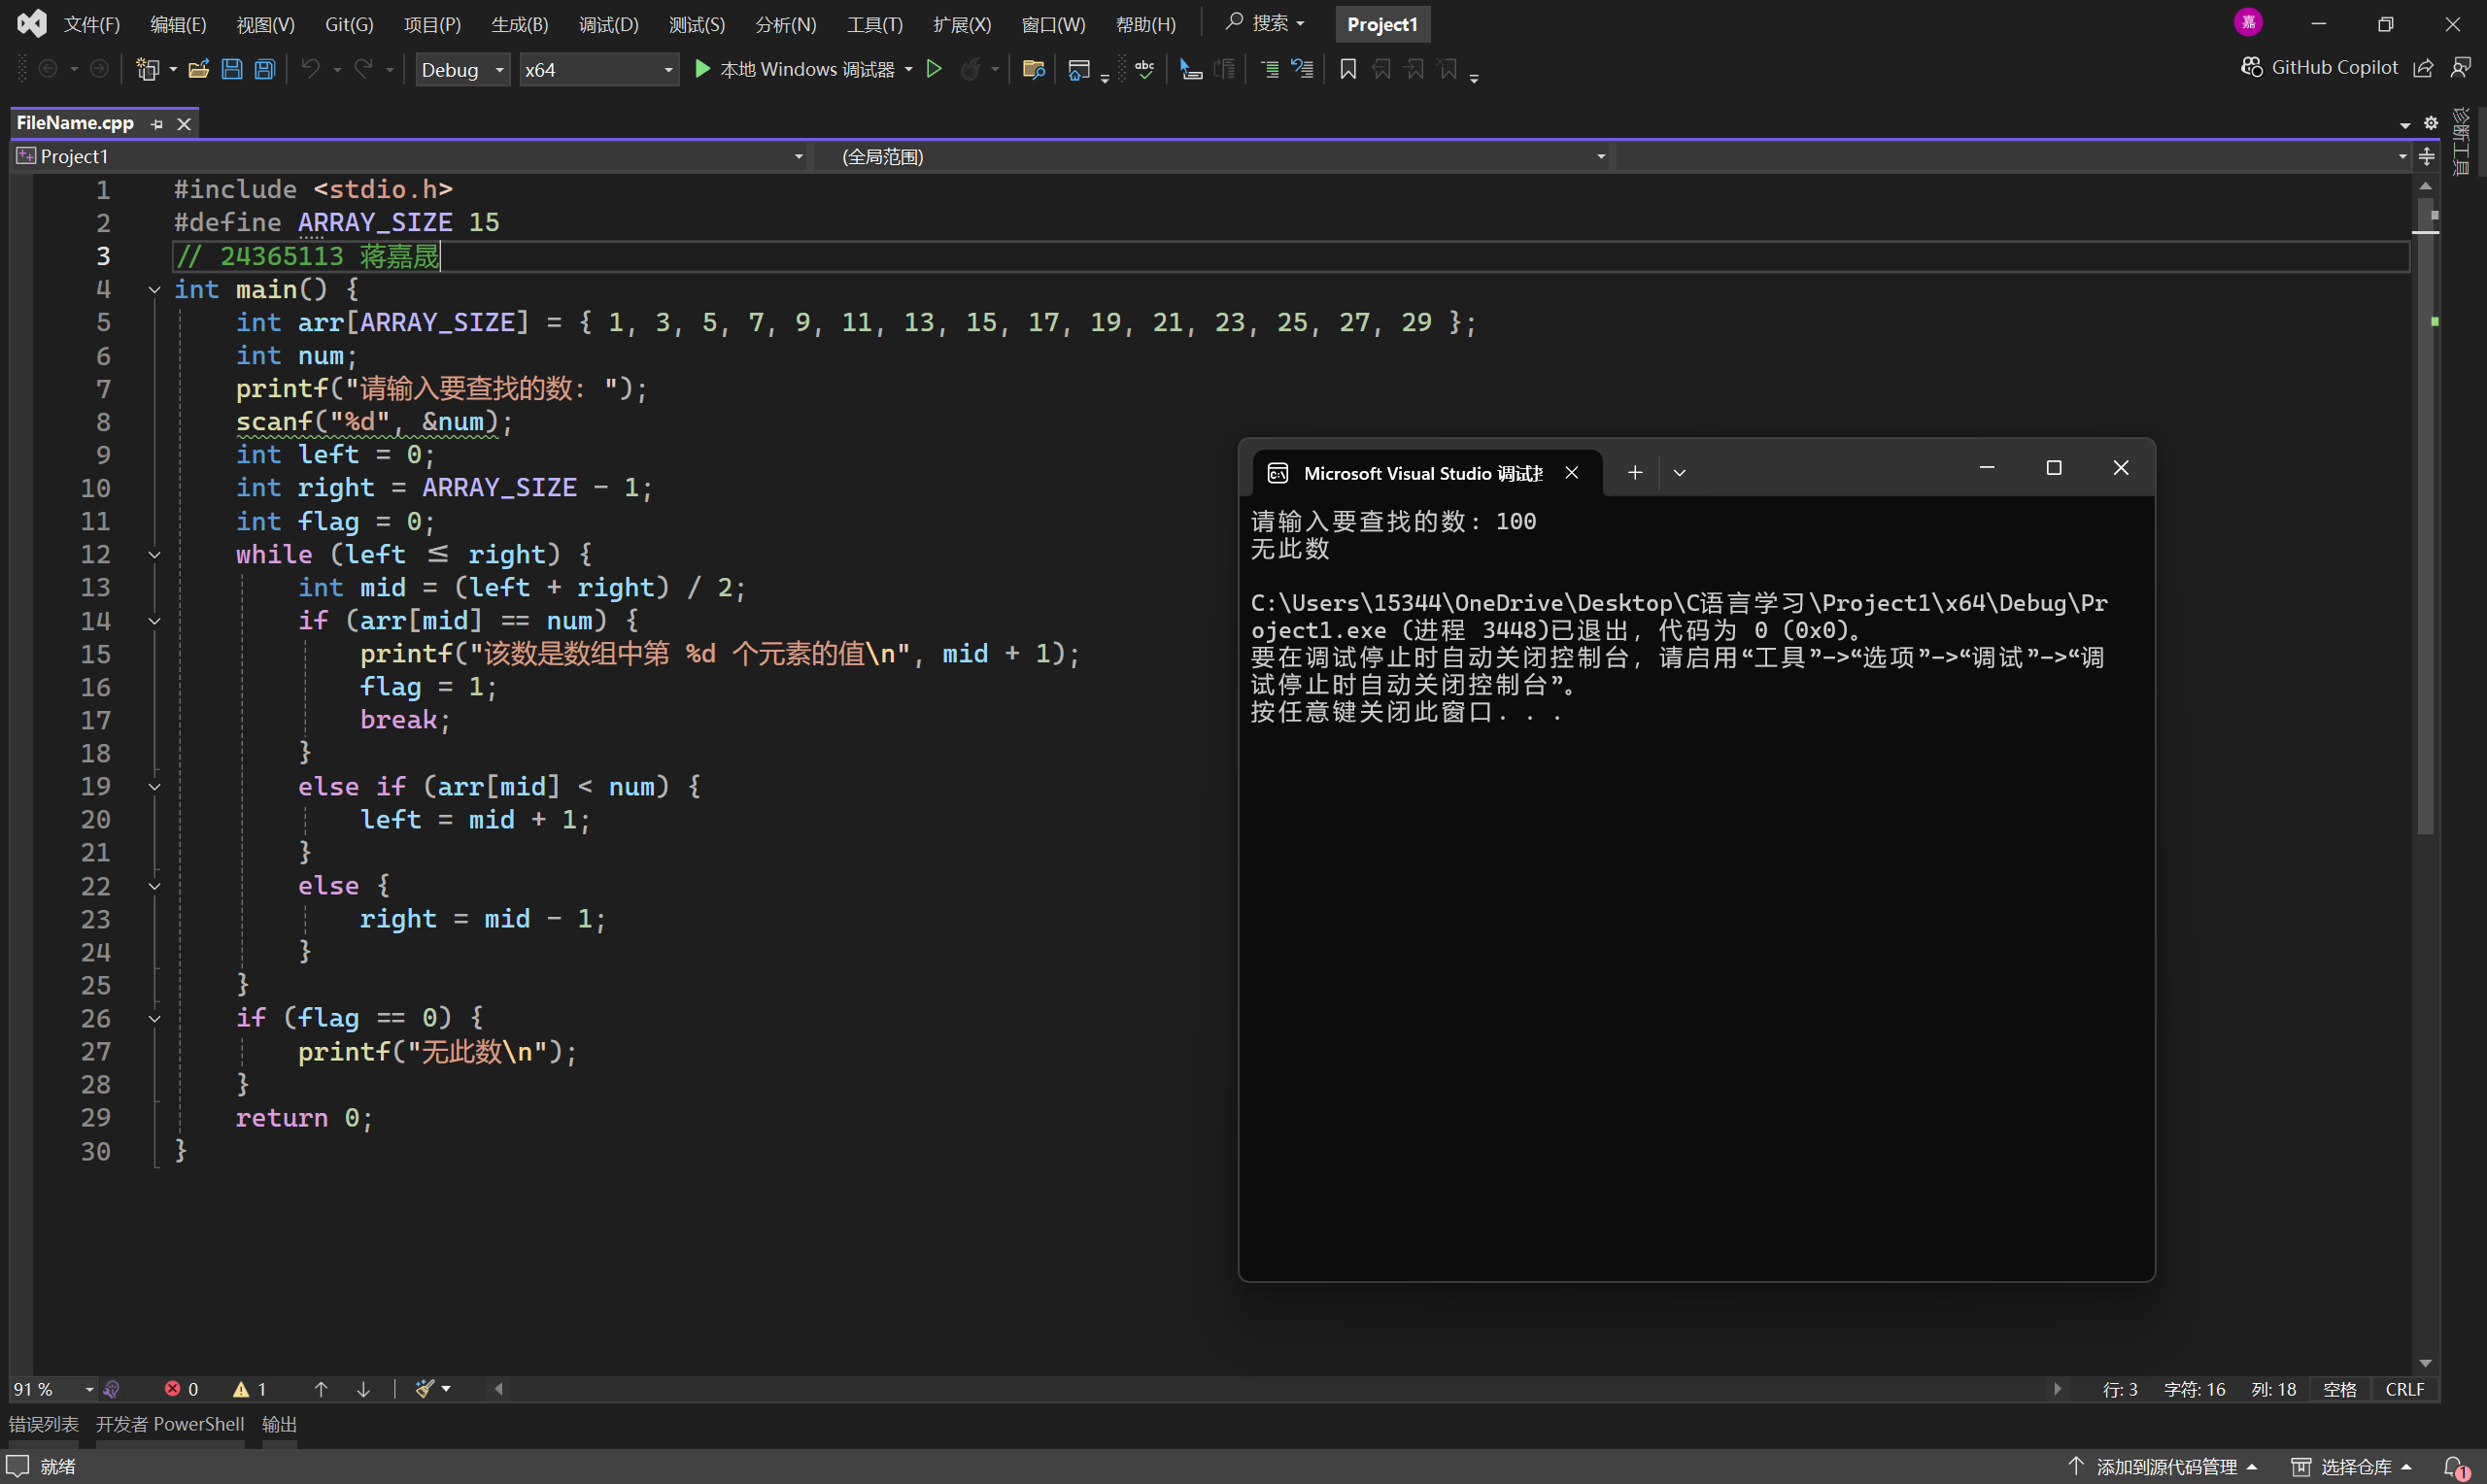 文件(F) 编辑(E) 视图(V) Git(G) 项目(P) 生成(B) 调试(D) 测试(S) 分析(N) 工具(T) 扩展(X) 窗口(W) 帮助(H) 搜索 Project1 嘉
Debug x64 本地 Windows 调试器 abc GitHub Copilot
FileName.cpp
诊断工具
Project1 (全局范围)
1 #include <stdio.h>
2 #define ARRAY_SIZE 15
3 // 24365113 蒋嘉晟
4 int main() {
5 int arr[ARRAY_SIZE] = { 1, 3, 5, 7, 9, 11, 13, 15, 17, 19, 21, 23, 25, 27, 29 };
6 int num;
7 printf("请输入要查找的数: ");
8 scanf("%d", &num);
9 int left = 0;
10 int right = ARRAY_SIZE - 1;
11 int flag = 0;
12 while (left ≤ right) {
13 int mid = (left + right) / 2;
14 if (arr[mid] == num) {
15 printf("该数是数组中第 %d 个元素的值\n", mid + 1);
16 flag = 1;
17 break;
18 }
19 else if (arr[mid] < num) {
20 left = mid + 1;
21 }
22 else {
23 right = mid - 1;
24 }
25 }
26 if (flag == 0) {
27 printf("无此数\n");
28 }
29 return 0;
30 }
Microsoft Visual Studio 调试
请输入要查找的数: 100
无此数
C:\Users\15344\OneDrive\Desktop\C语言学习\Project1\x64\Debug\Pr
oject1.exe (进程 3448)已退出，代码为 0 (0x0)。
要在调试停止时自动关闭控制台，请启用“工具”->“选项”->“调试”->“调
试停止时自动关闭控制台”。
按任意键关闭此窗口. . .
91 % 0 1 行: 3 字符: 16 列: 18 空格 CRLF
错误列表 开发者 PowerShell 输出
就绪 添加到源代码管理 选择仓库 1